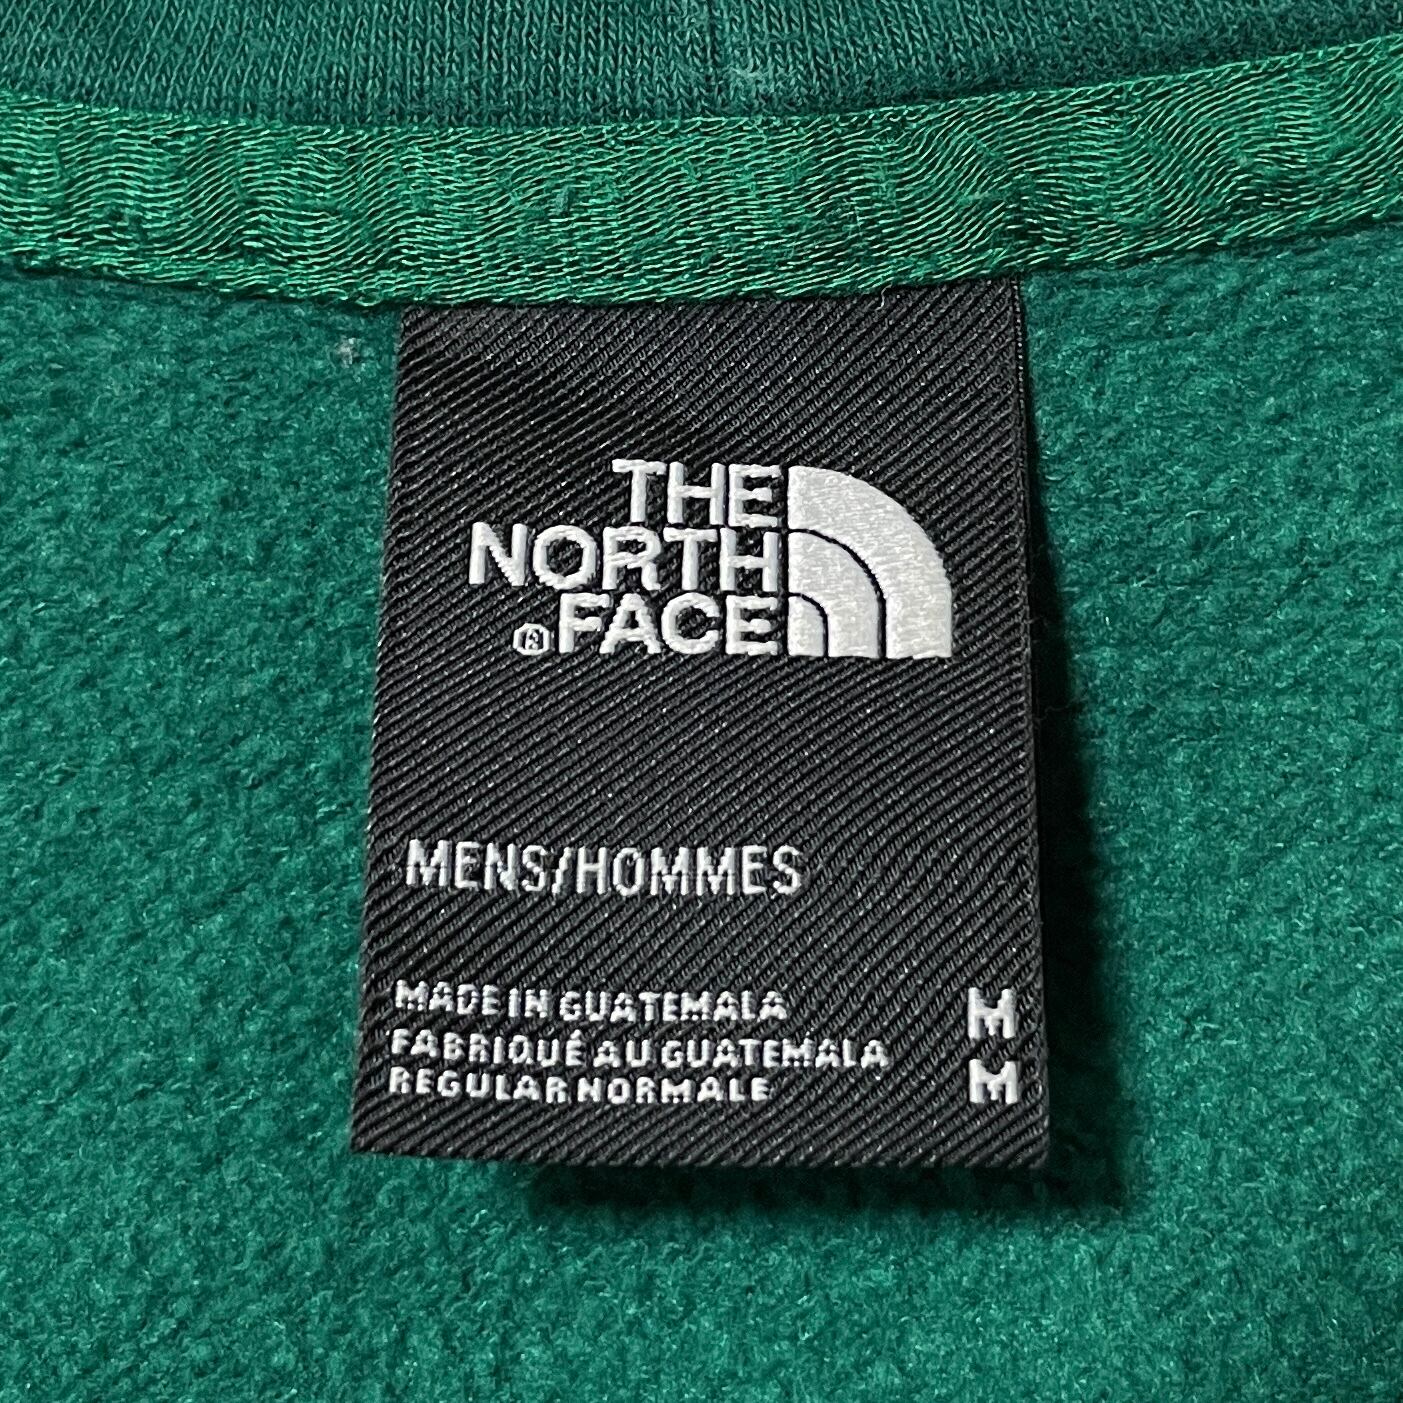 THE
NORTH
®FACE
MENS/HOMMES
MADE IN GUATEMALA M
FABRIQUÉ AU GUATEMALA
REGULAR NORMALE M